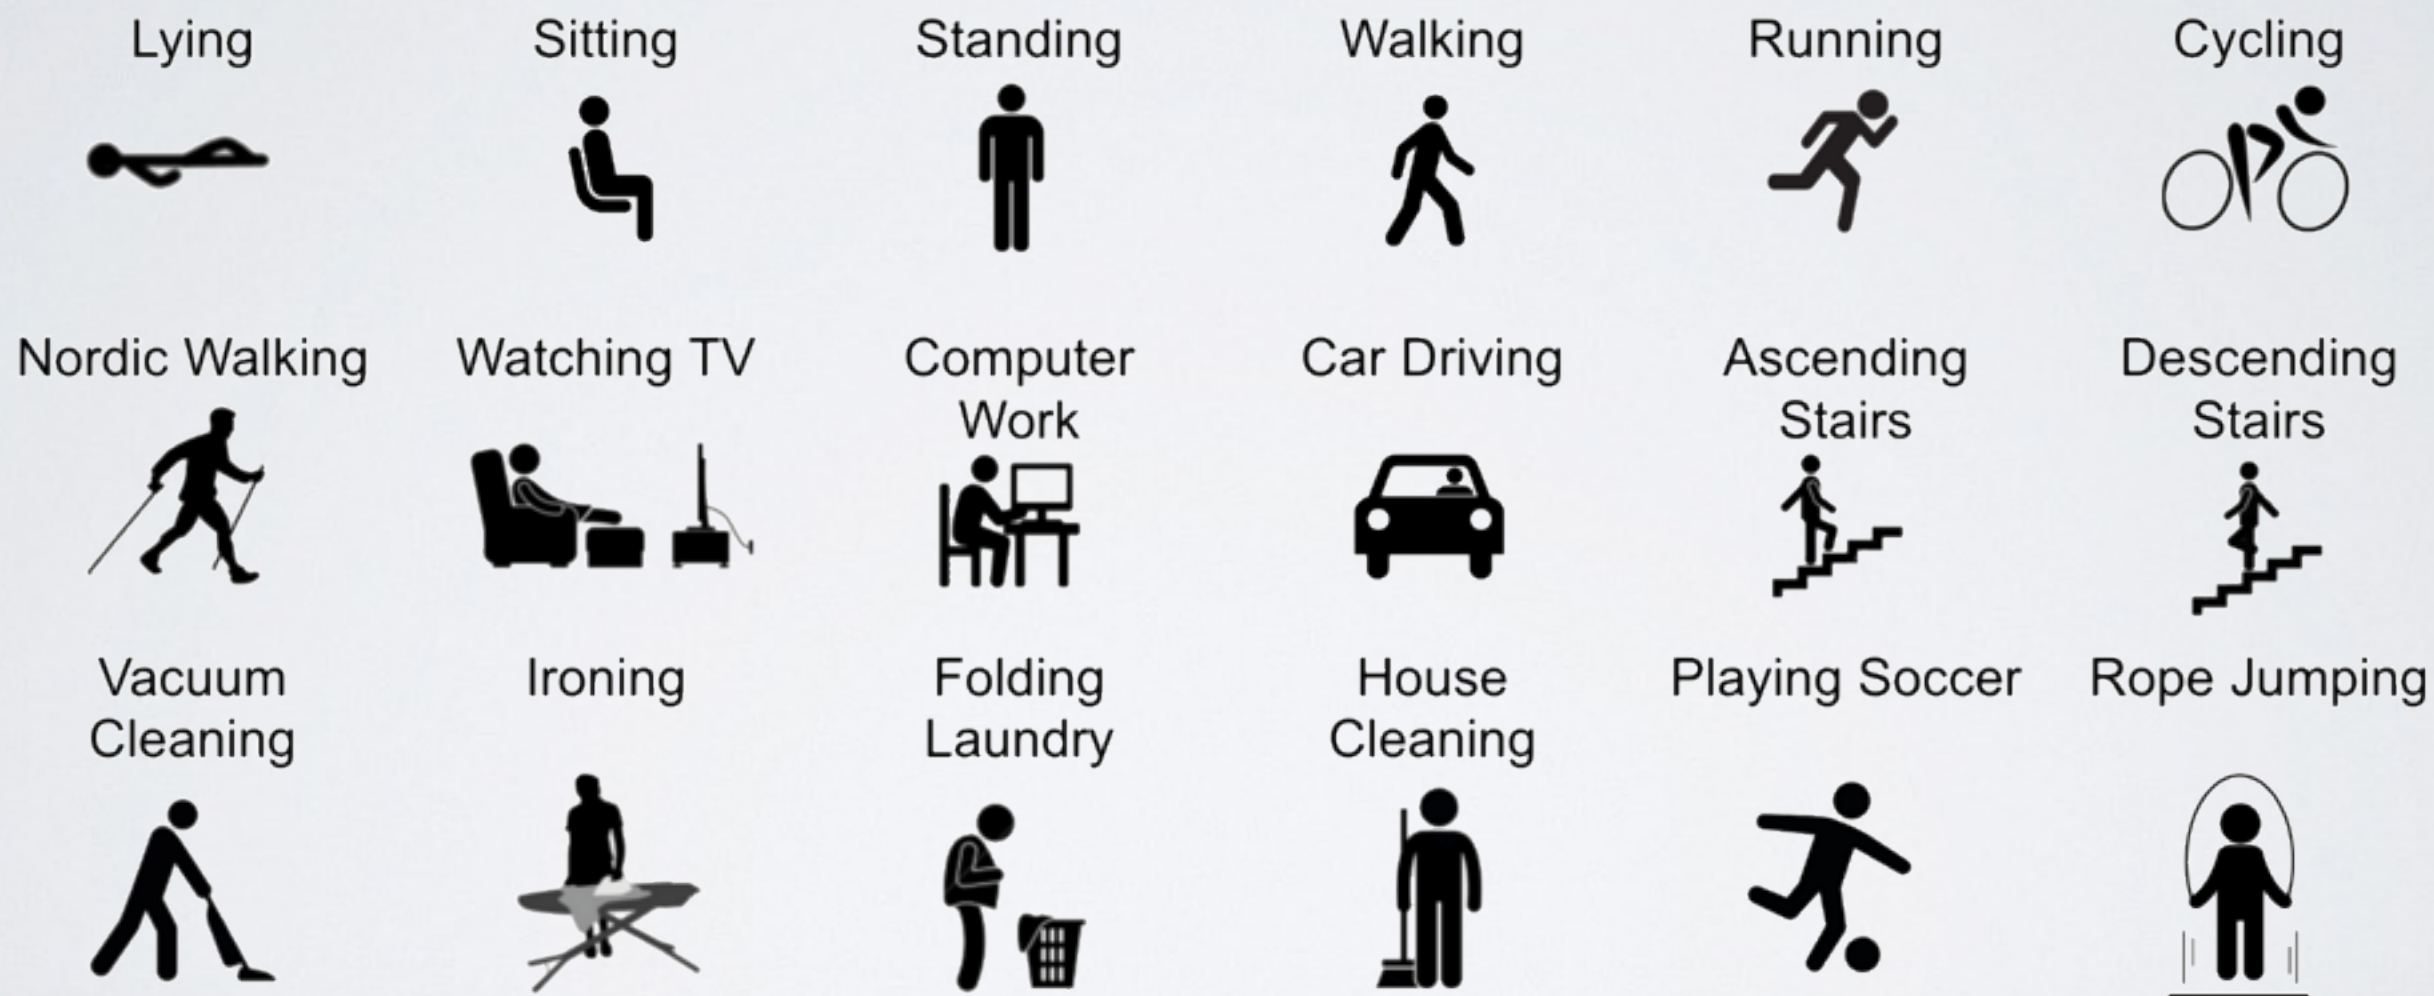 Lying
Sitting
Standing
Walking
Running
Cycling
Nordic Walking
Watching TV
Computer
Work
Car Driving
Ascending
Stairs
Descending
Stairs
Vacuum
Cleaning
Ironing
Folding
Laundry
House
Cleaning
Playing Soccer
Rope Jumping